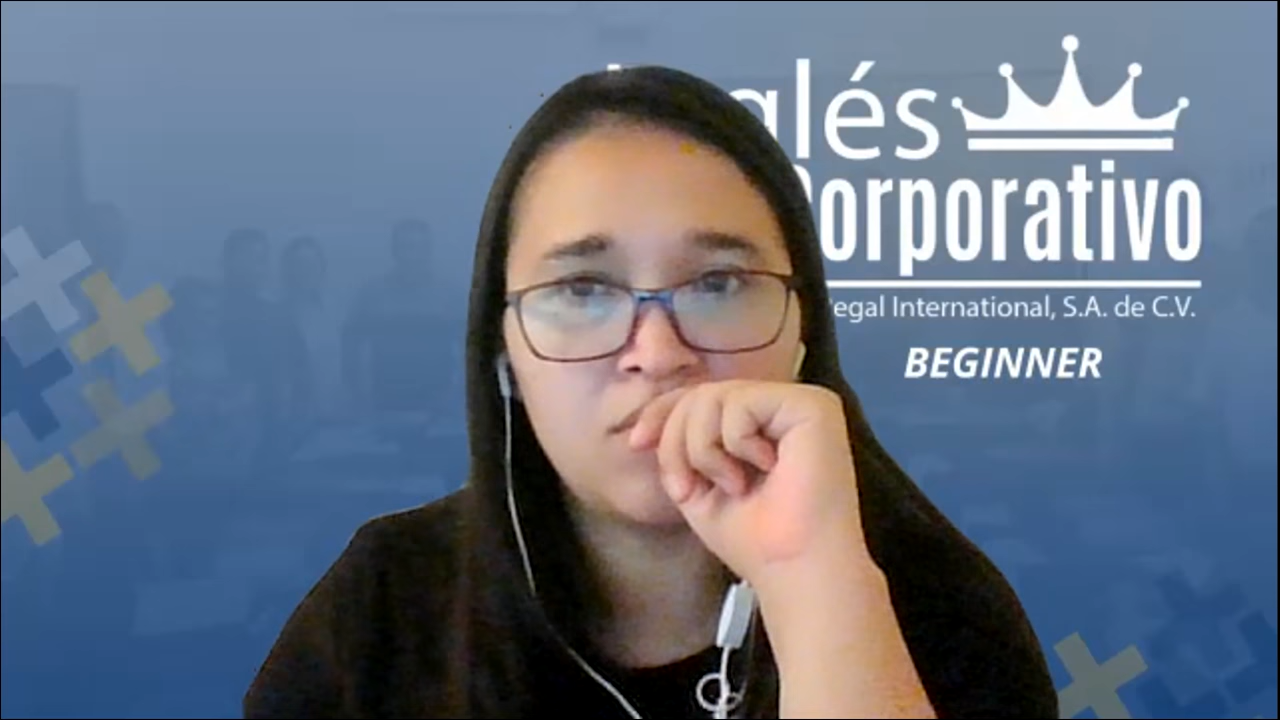 glés
orporativo
egal International, S.A. de C.V.
BEGINNER